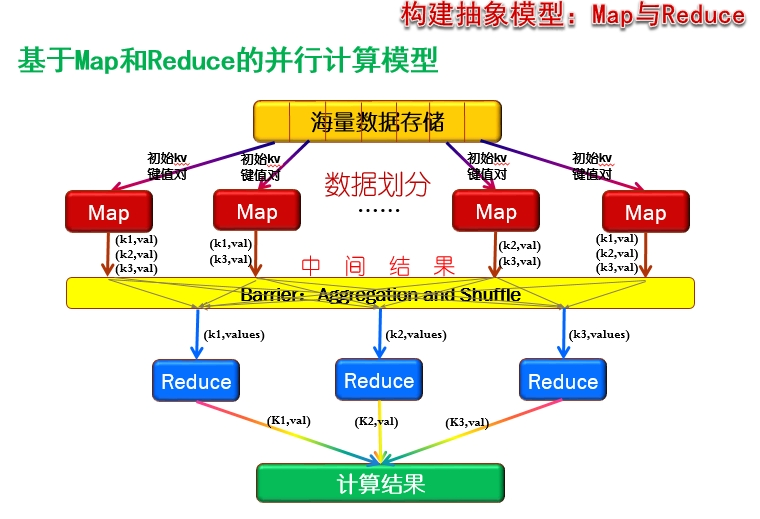 构建抽象模型：Map与Reduce
基于Map和Reduce的并行计算模型
海量数据存储
初始kv
键值对
初始kv
键值对
初始kv
键值对
初始kv
键值对
数据划分
……
Map
Map
Map
Map
(k1,val)
(k2,val)
(k3,val)
(k1,val)
(k3,val)
(k2,val)
(k3,val)
(k1,val)
(k2,val)
(k3,val)
中 间 结 果
Barrier：Aggregation and Shuffle
(k1,values)
(k2,values)
(k3,values)
Reduce
Reduce
Reduce
(K1,val)
(K2,val)
(K3,val)
计算结果